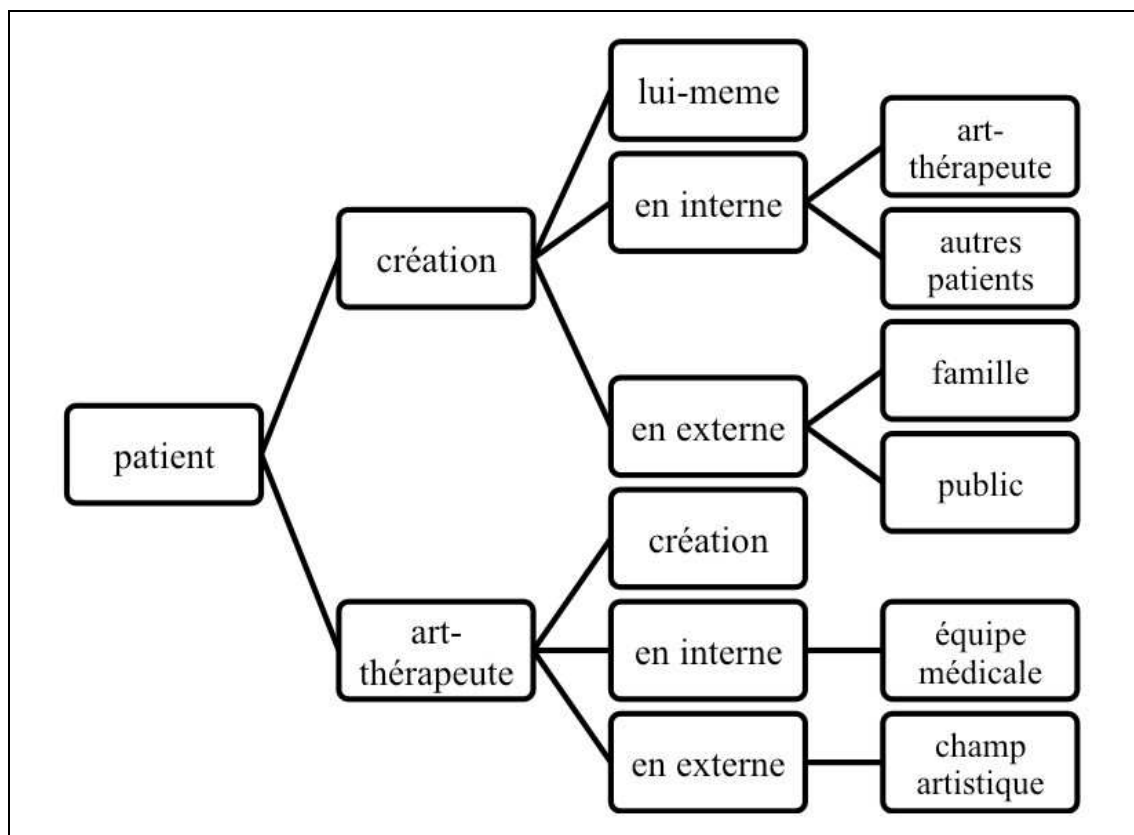 patient
création
lui-meme
en interne
art-
thérapeute
autres
patients
en externe
famille
public
art-
thérapeute
création
en interne
équipe
médicale
en externe
champ
artistique